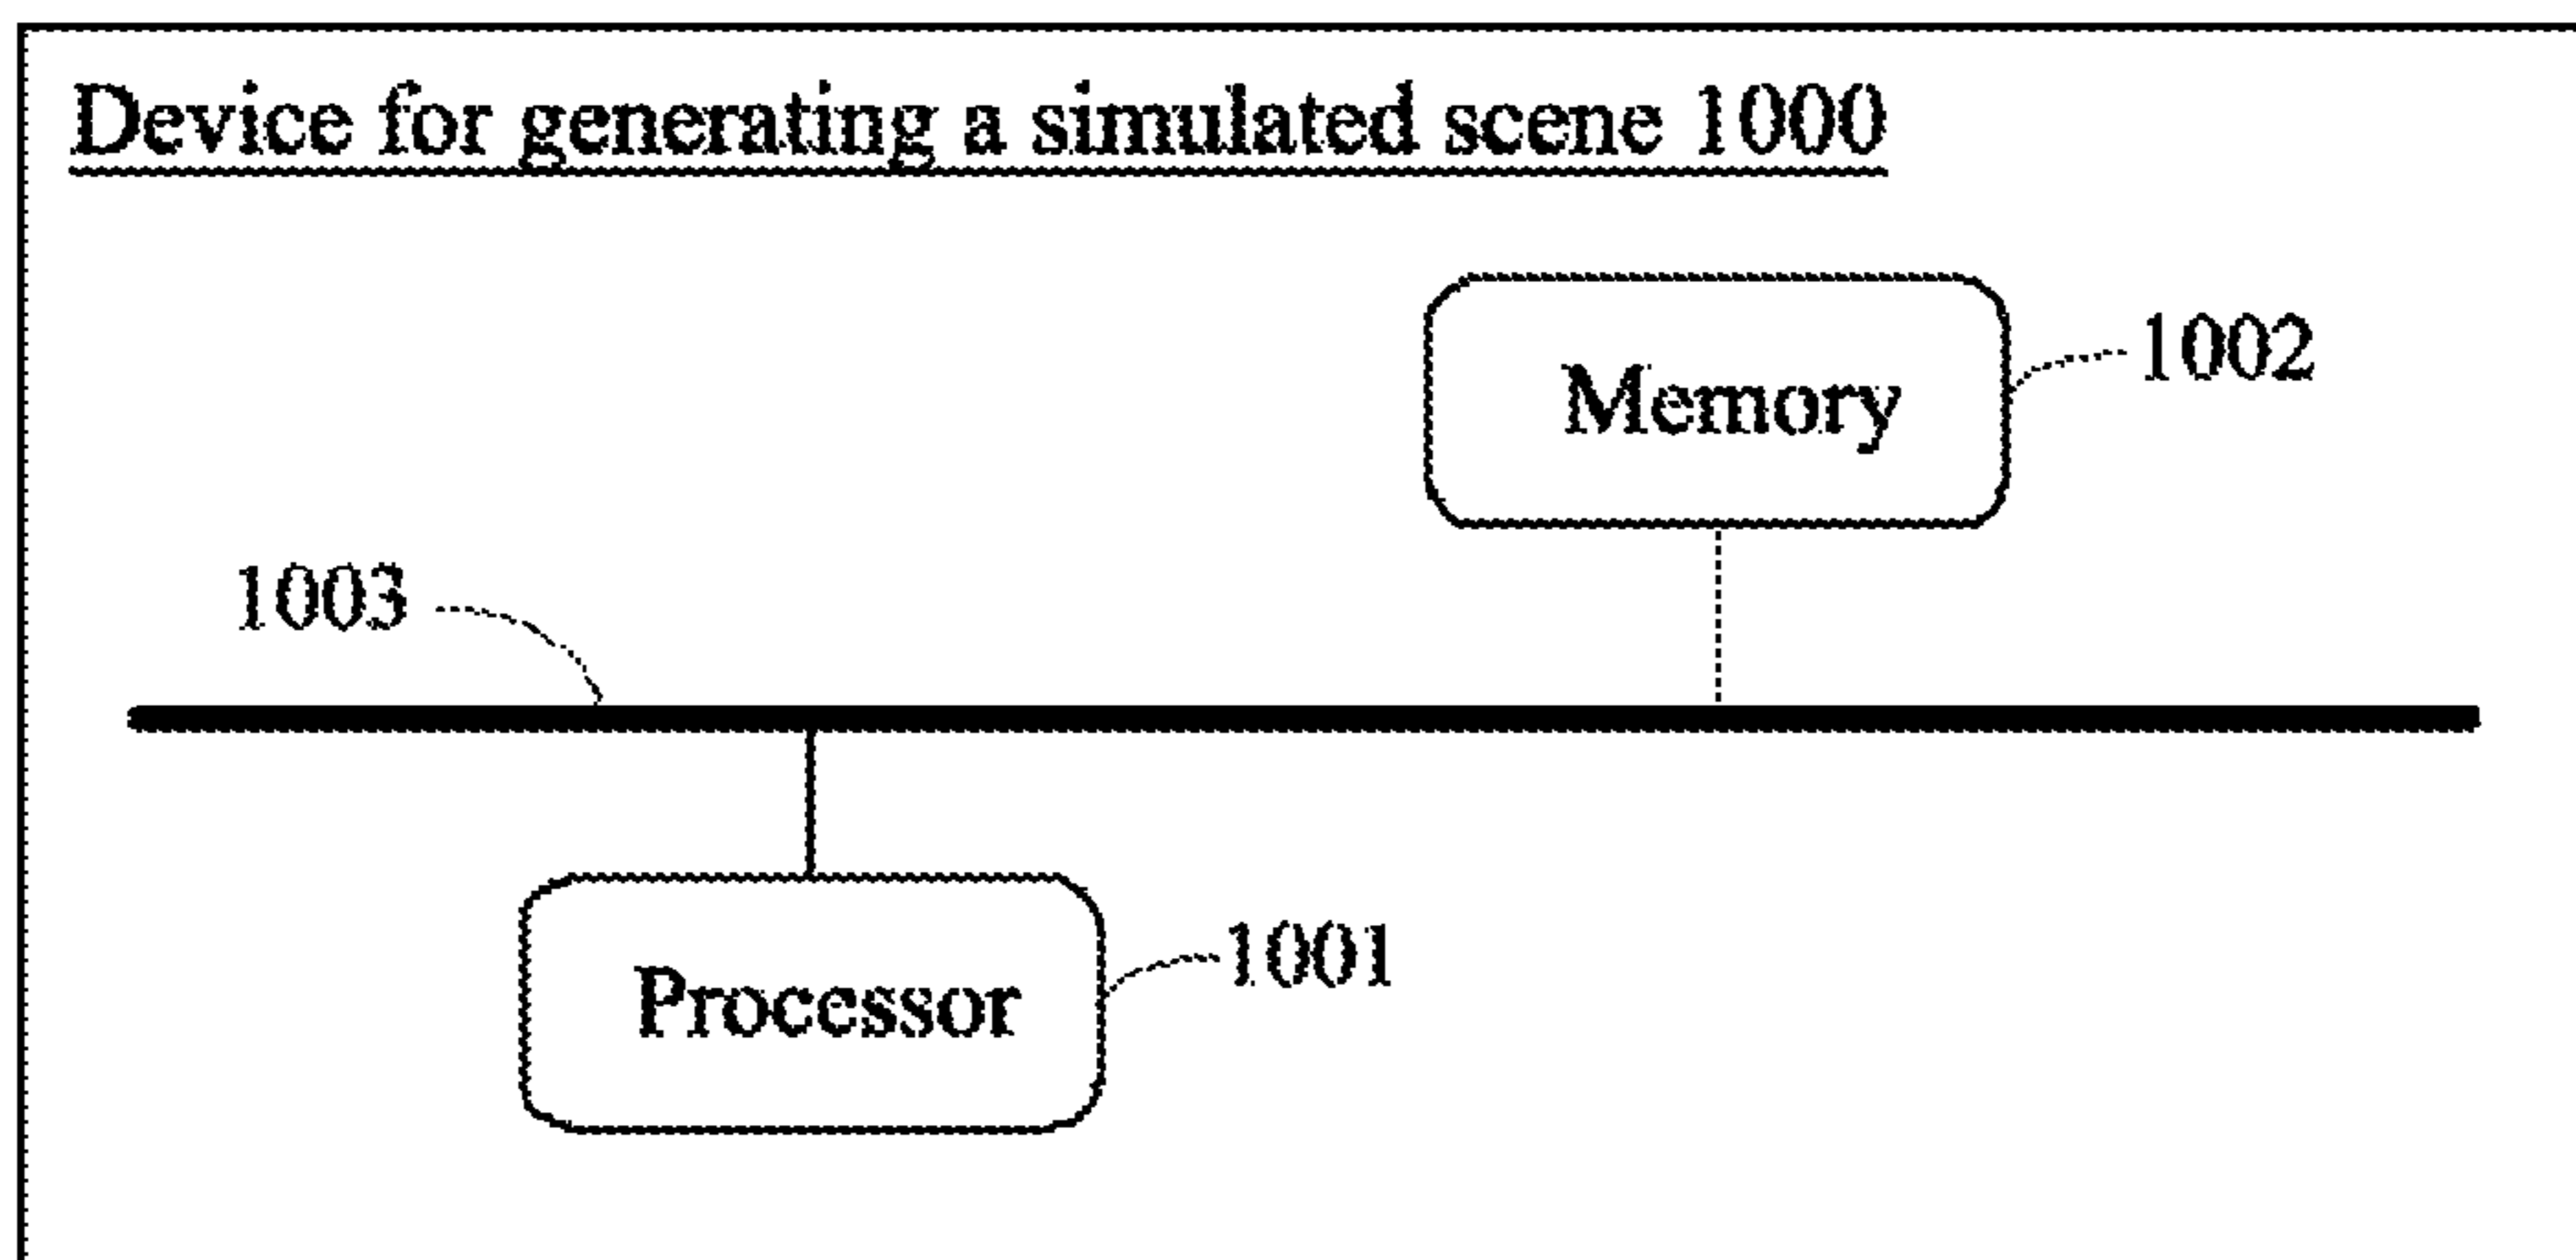 Device for generating a simulated scene 1000
Memory
1002
1003
Processor
1001